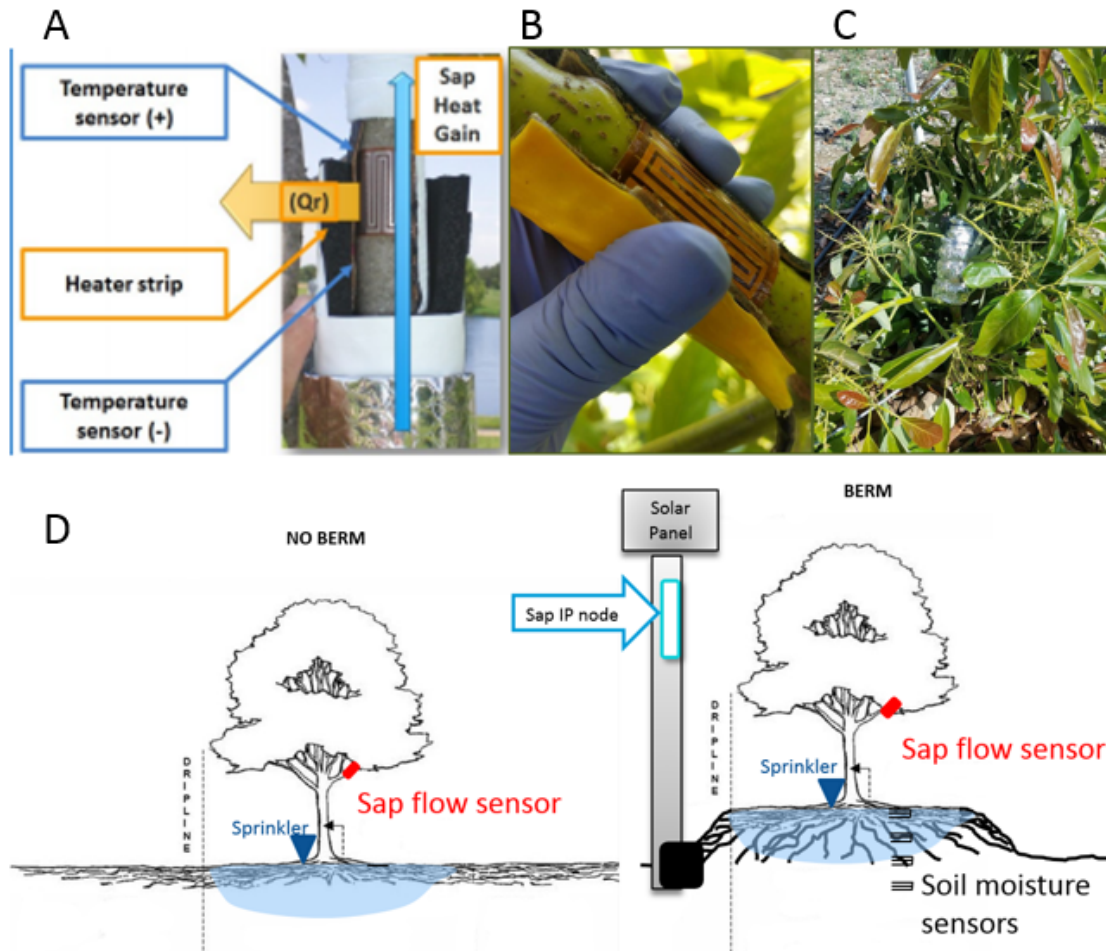 A
B
C
Temperature
sensor (+)
Sap
Heat
Gain
(Qr)
Heater strip
Temperature
sensor (-)
D
NO BERM
DRIPLINE
Sprinkler
Sap flow sensor
BERM
Solar
Panel
Sap IP node
DRIPLINE
Sprinkler
Sap flow sensor
Soil moisture
sensors